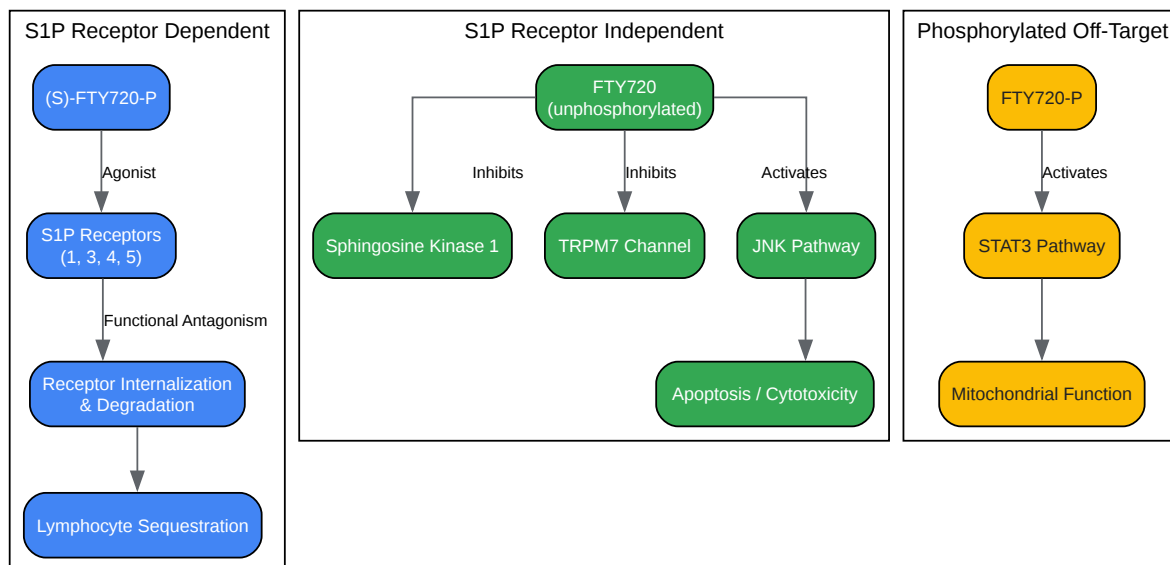 S1P Receptor Dependent
(S)-FTY720-P
Agonist
S1P Receptors
(1, 3, 4, 5)
Functional Antagonism
Receptor Internalization
& Degradation
Lymphocyte Sequestration
S1P Receptor Independent
FTY720
(unphosphorylated)
Inhibits
Inhibits
Activates
Sphingosine Kinase 1
TRPM7 Channel
JNK Pathway
Apoptosis / Cytotoxicity
Phosphorylated Off-Target
FTY720-P
Activates
STAT3 Pathway
Mitochondrial Function